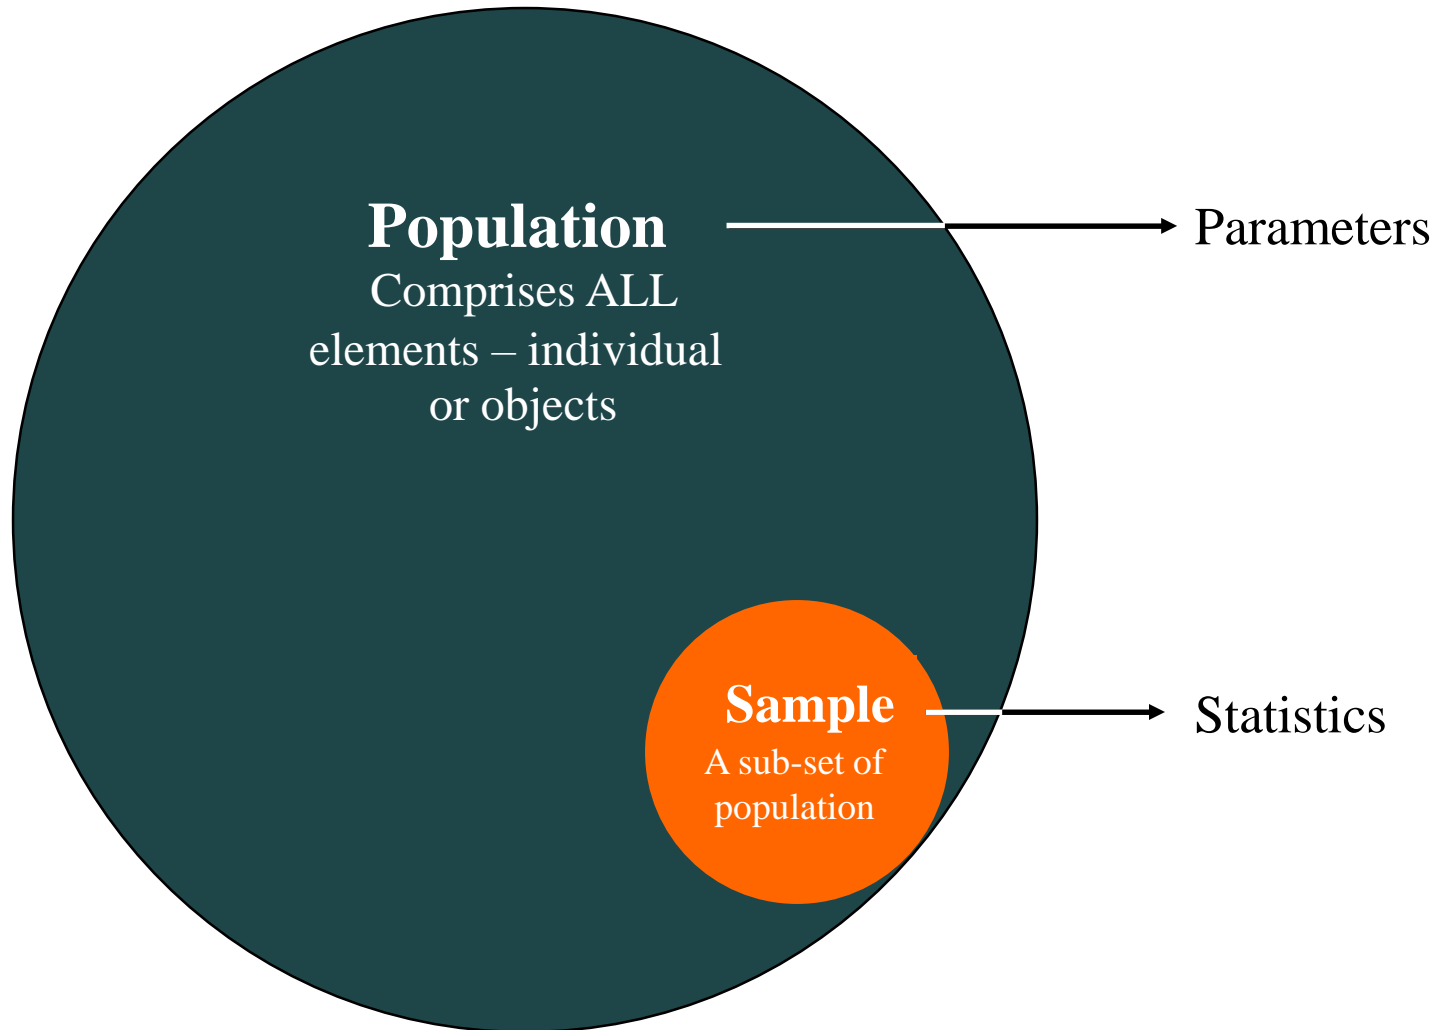 Population
Parameters
Comprises ALL
elements – individual
or objects
Sample
Statistics
A sub-set of
population